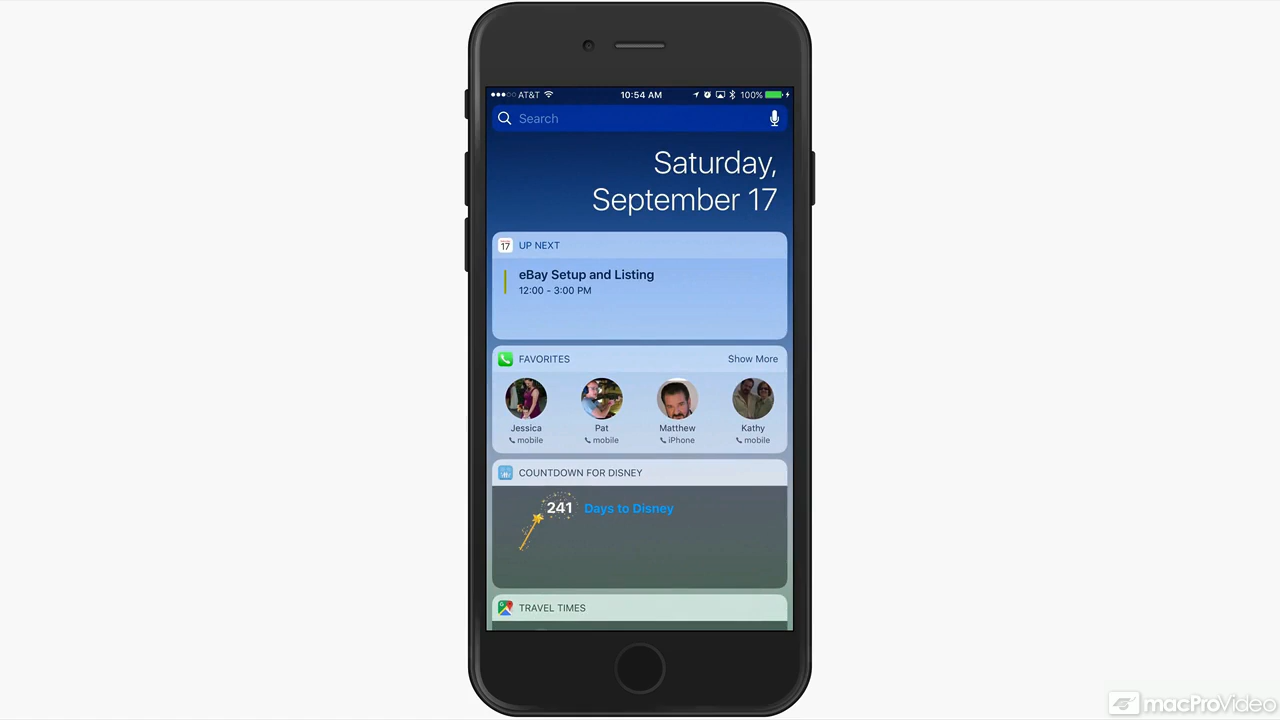 AT&T 10:54 AM 100%
Search
Saturday,
September 17
17 UP NEXT
eBay Setup and Listing
12:00 - 3:00 PM
FAVORITES Show More
Jessica Pat Matthew Kathy
mobile mobile iPhone mobile
COUNTDOWN FOR DISNEY
241 Days to Disney
TRAVEL TIMES
macProVideo